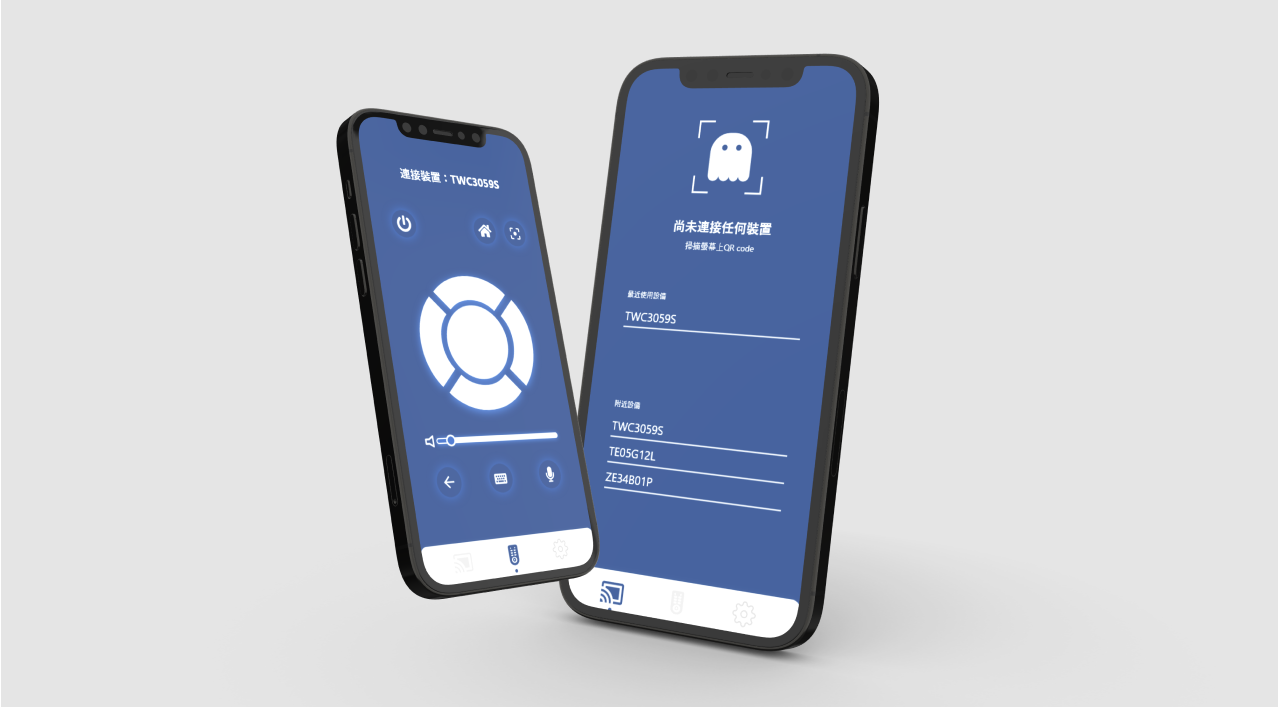 連接裝置：TWC3059S
尚未連接任何裝置
掃描螢幕上QR code
最近使用設備
TWC3059S
附近設備
TWC3059S
TE05G12L
ZE34B01P